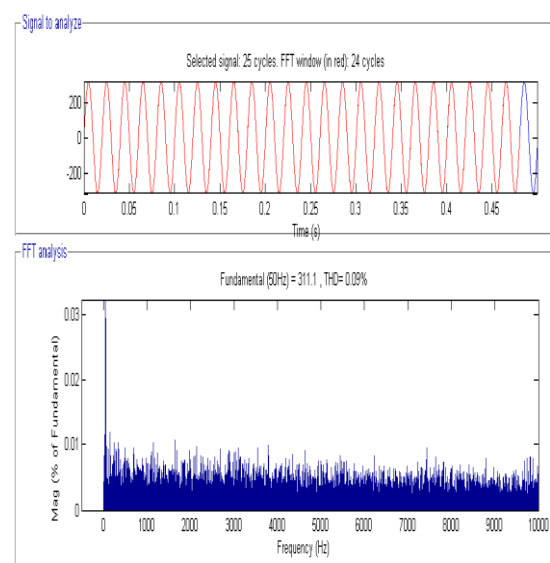 Signal to analyze
Selected signal: 25 cycles. FFT window (in red): 24 cycles
200
0
-200
0 0.05 0.1 0.15 0.2 0.25 0.3 0.35 0.4 0.45
Time (s)
FFT analysis
Fundamental (50Hz) = 311.1 , THD= 0.09%
Mag (% of Fundamental)
0.03
0.02
0.01
0
0 1000 2000 3000 4000 5000 6000 7000 8000 9000 10000
Frequency (Hz)